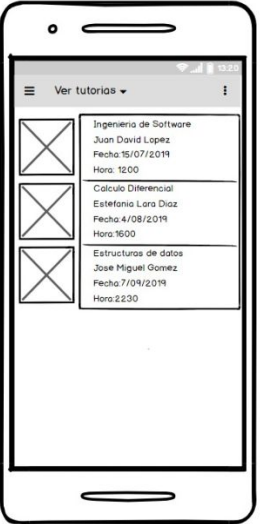 13:20
Ver tutorias
Ingenieria de Software
Juan David Lopez
Fecha:15/07/2019
Hora: 1200
Calculo Diferencial
Estefania Lara Diaz
Fecha:4/08/2019
Hora:1600
Estructuras de datos
Jose Miguel Gomez
Fecha:7/09/2019
Hora:2230